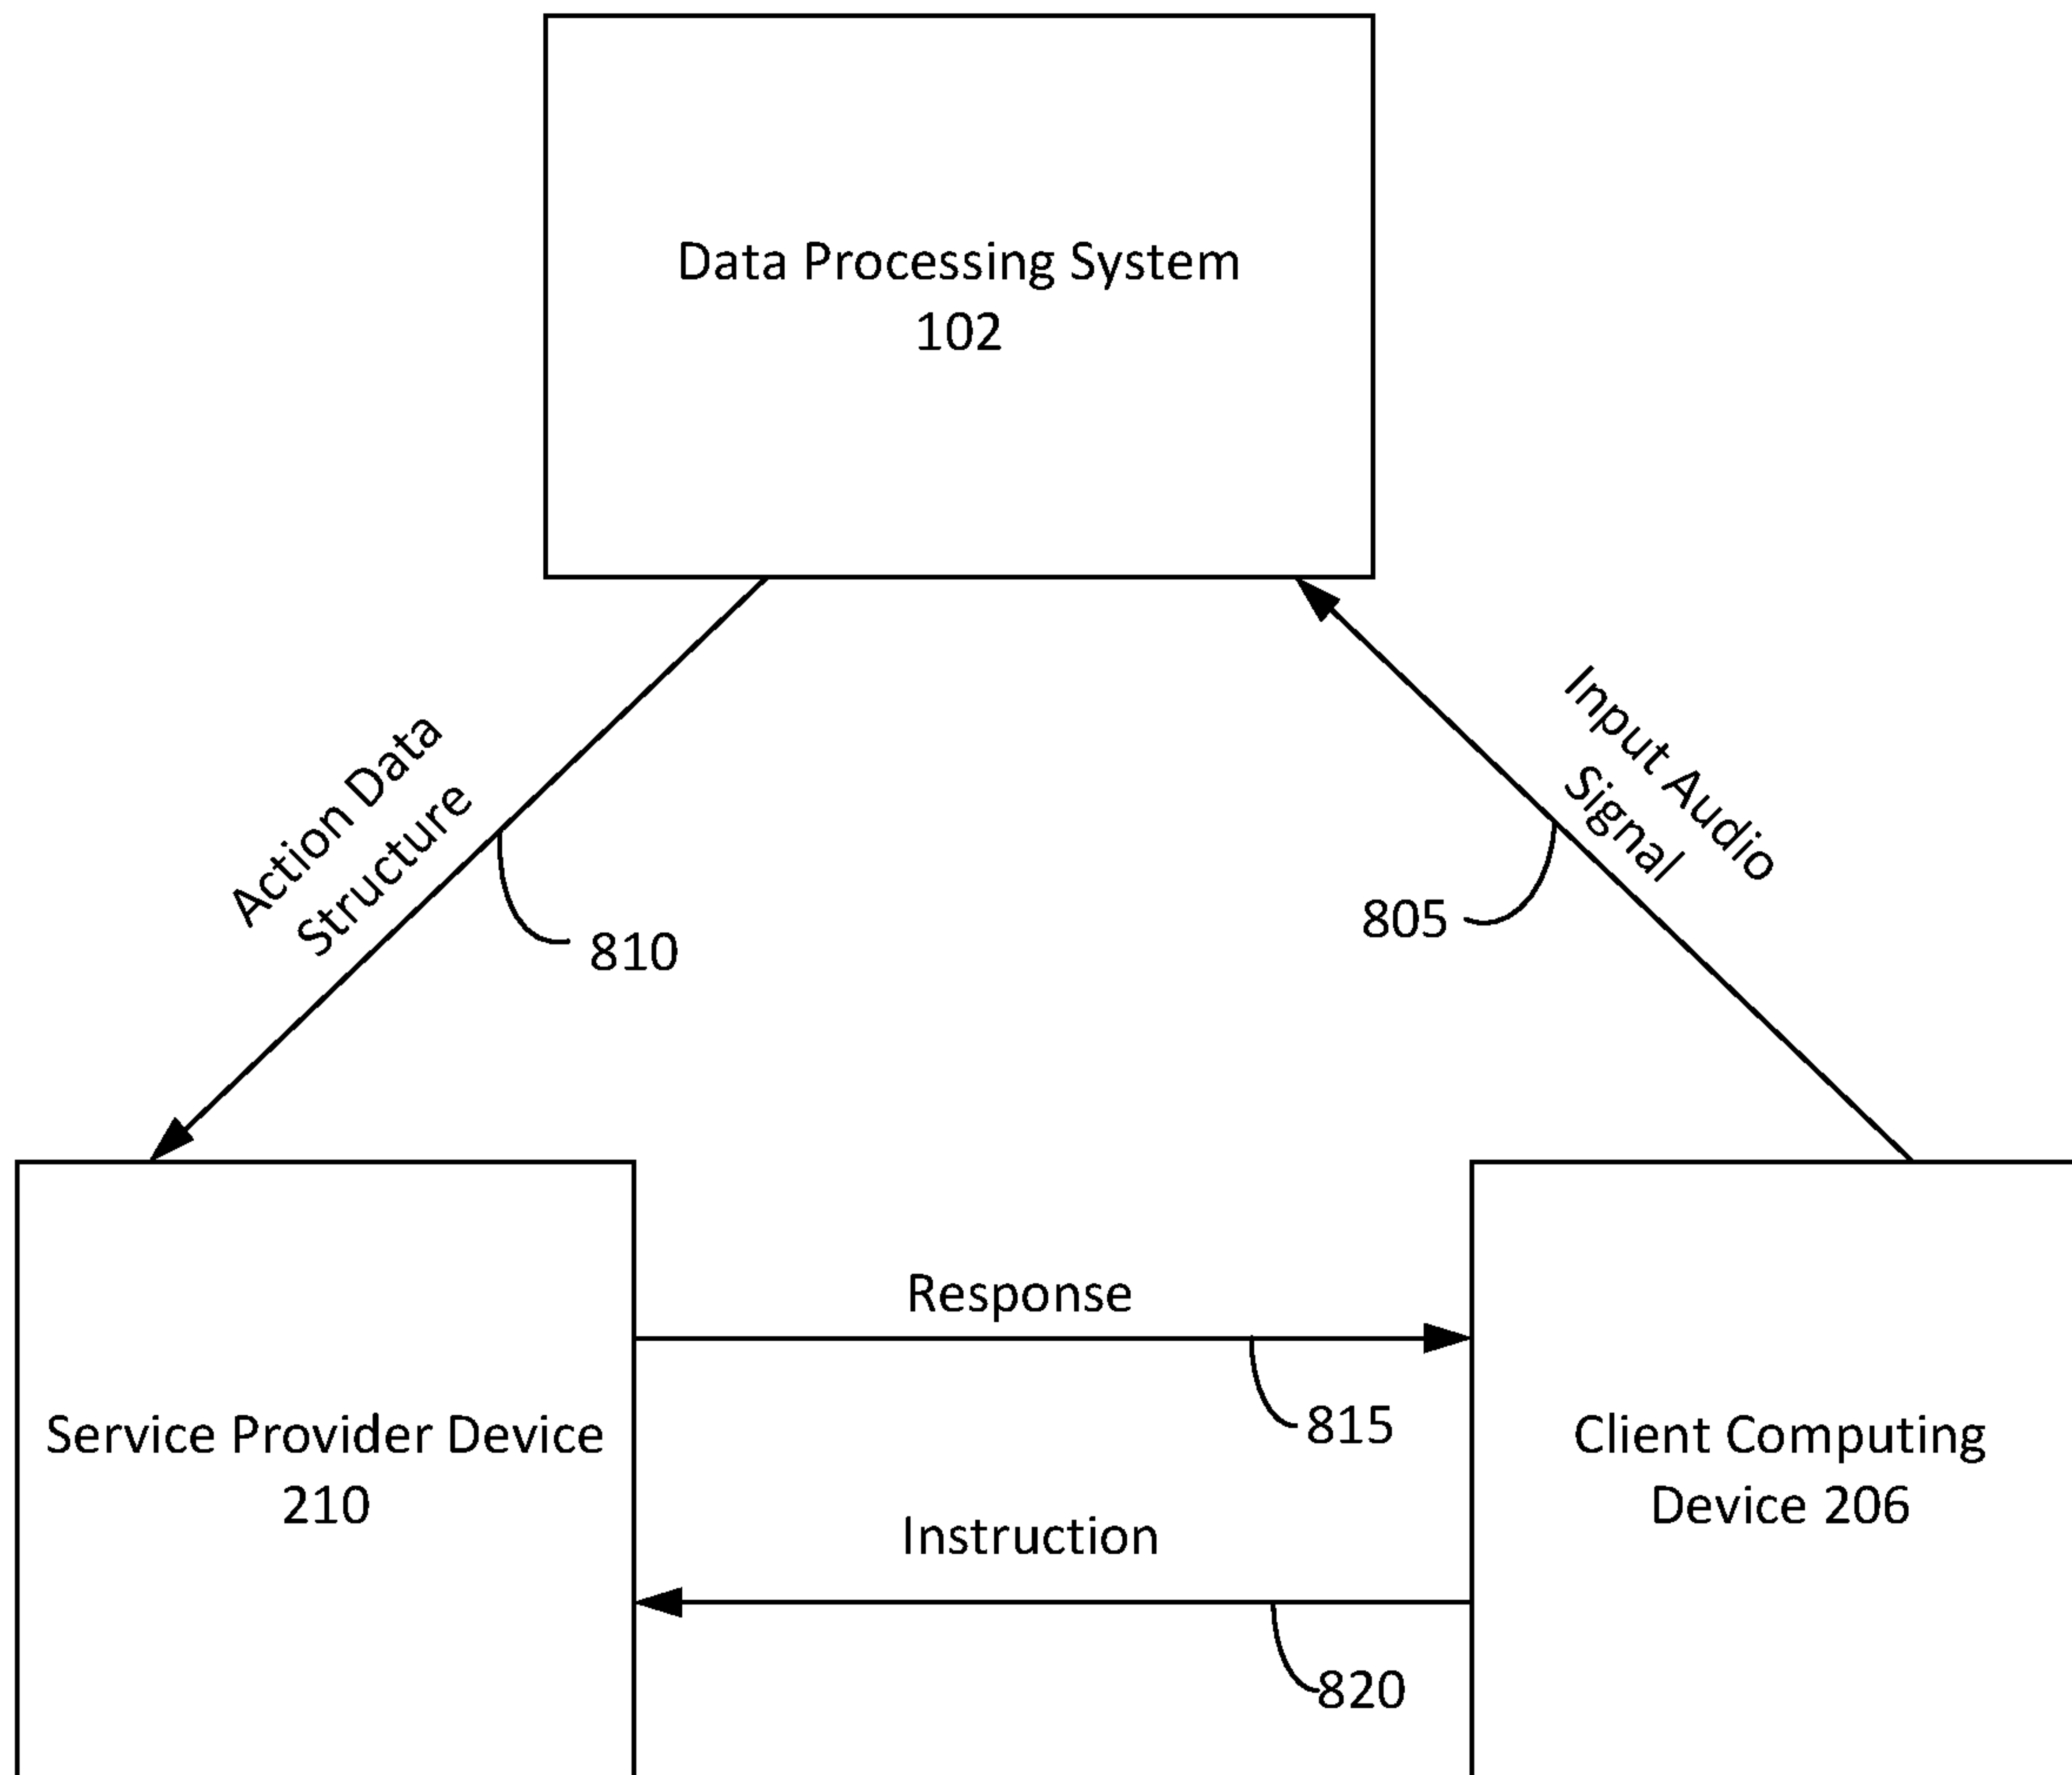 Data Processing System
102
Action Data
Structure
810
Input Audio
Signal
805
Response
815
Service Provider Device
210
Client Computing
Device 206
Instruction
820